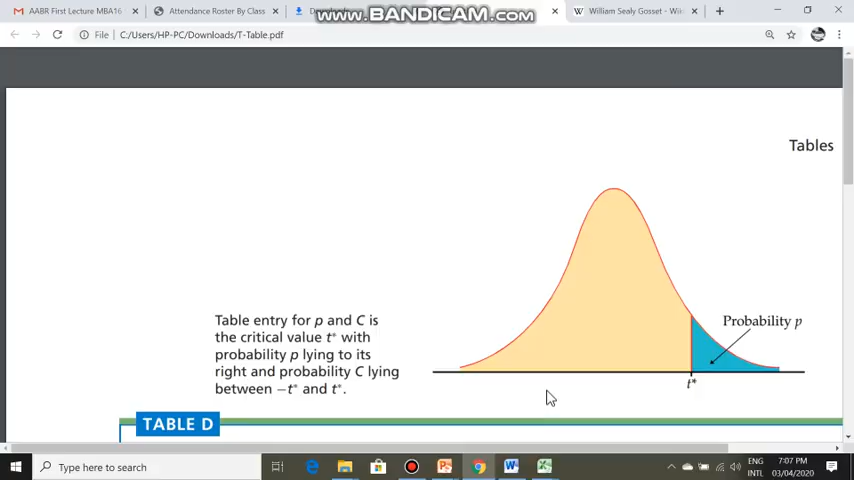 AABR First Lecture MBA16
Attendance Roster By Class
www.BANDICAM.com
William Sealy Gosset - Wik
File
C:/Users/HP-PC/Downloads/T-Table.pdf
Tables
Probability p
t*
Table entry for p and C is
the critical value t* with
probability p lying to its
right and probability C lying
between −t* and t*.
TABLE D
Type here to search
ENG
INTL
7:07 PM
03/04/2020